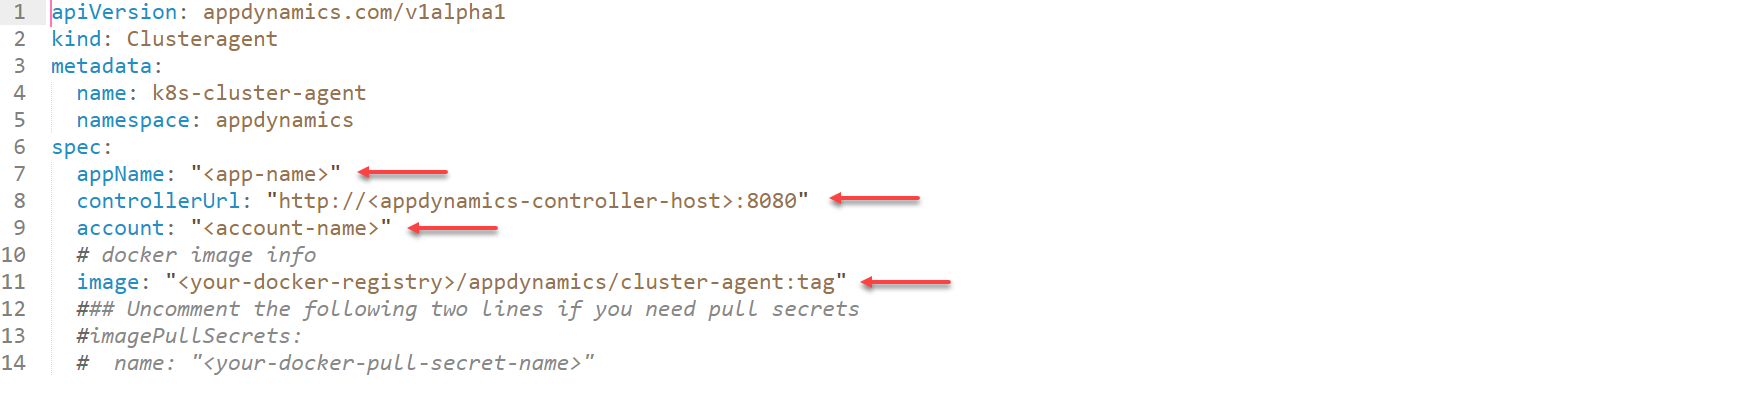 1 apiVersion: appdynamics.com/v1alpha1
2 kind: Clusteragent
3 metadata:
4   name: k8s-cluster-agent
5   namespace: appdynamics
6 spec:
7   appName: "<app-name>"
8   controllerUrl: "http://<appdynamics-controller-host>:8080"
9   account: "<account-name>"
10   # docker image info
11   image: "<your-docker-registry>/appdynamics/cluster-agent:tag"
12   ### Uncomment the following two lines if you need pull secrets
13   #imagePullSecrets:
14   #  name: "<your-docker-pull-secret-name>"